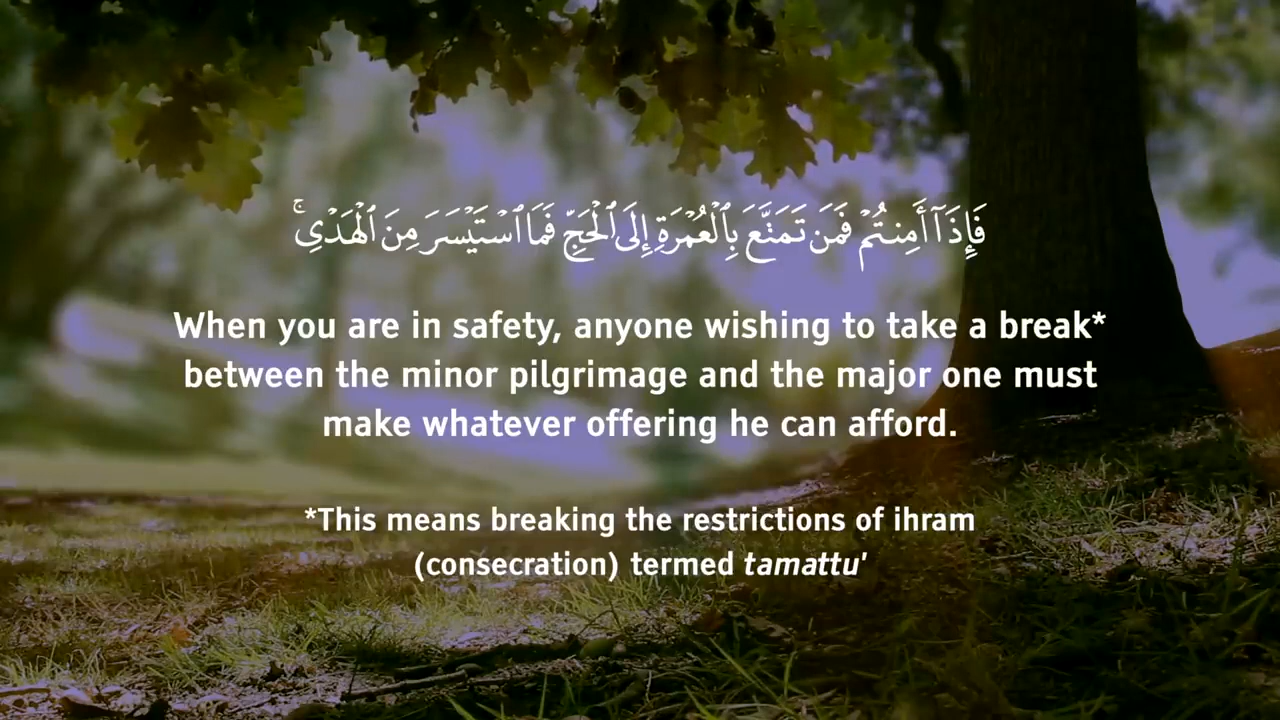 فَإِذَآ أَمِنتُمْ فَمَن تَمَتَّعَ بِٱلْعُمْرَةِ إِلَى ٱلْحَجِّ فَمَا ٱسْتَيْسَرَ مِنَ ٱلْهَدْىِ ۚ
When you are in safety, anyone wishing to take a break*
between the minor pilgrimage and the major one must
make whatever offering he can afford.
*This means breaking the restrictions of ihram
(consecration) termed tamattu'